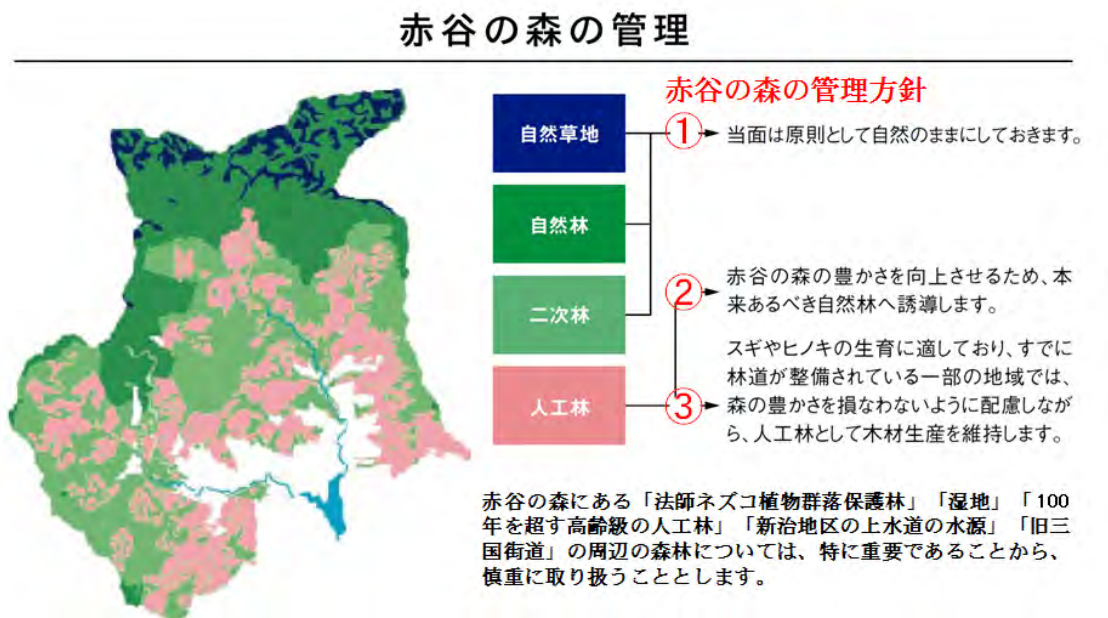 赤谷の森の管理
赤谷の森の管理方針
自然草地
① 当面は原則として自然のままにしておきます。
自然林
二次林
② 赤谷の森の豊かさを向上させるため、本
来あるべき自然林へ誘導します。
人工林
③ スギやヒノキの生育に適しており、すでに
林道が整備されている一部の地域では、
森の豊かさを損なわないように配慮しなが
ら、人工林として木材生産を維持します。
赤谷の森にある「法師ネズコ植物群落保護林」「湿地」「100
年を超す高齢級の人工林」「新治地区の上水道の水源」「旧三
国街道」の周辺の森林については、特に重要であることから、
慎重に取り扱うこととします。